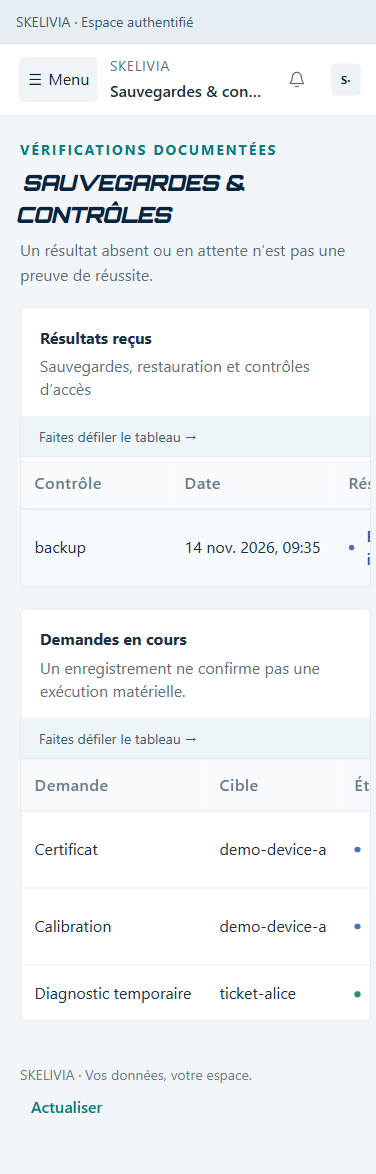 SKELIVIA · Espace authentifié
☰ Menu
SKELIVIA
Sauvegardes & con...
S·
VÉRIFICATIONS DOCUMENTÉES
SAUVEGARDES &
CONTRÔLES
Un résultat absent ou en attente n’est pas une
preuve de réussite.
Résultats reçus
Sauvegardes, restauration et contrôles
d’accès
Faites défiler le tableau →
Contrôle Date
backup 14 nov. 2026, 09:35
Demandes en cours
Un enregistrement ne confirme pas une
exécution matérielle.
Faites défiler le tableau →
Demande Cible
Certificat demo-device-a
Calibration demo-device-a
Diagnostic temporaire ticket-alice
SKELIVIA · Vos données, votre espace.
Actualiser